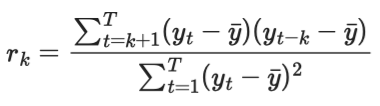 r_k = \frac{\sum_{t=k+1}^{T} (y_t - \bar{y})(y_{t-k} - \bar{y})}{\sum_{t=1}^{T} (y_t - \bar{y})^2}